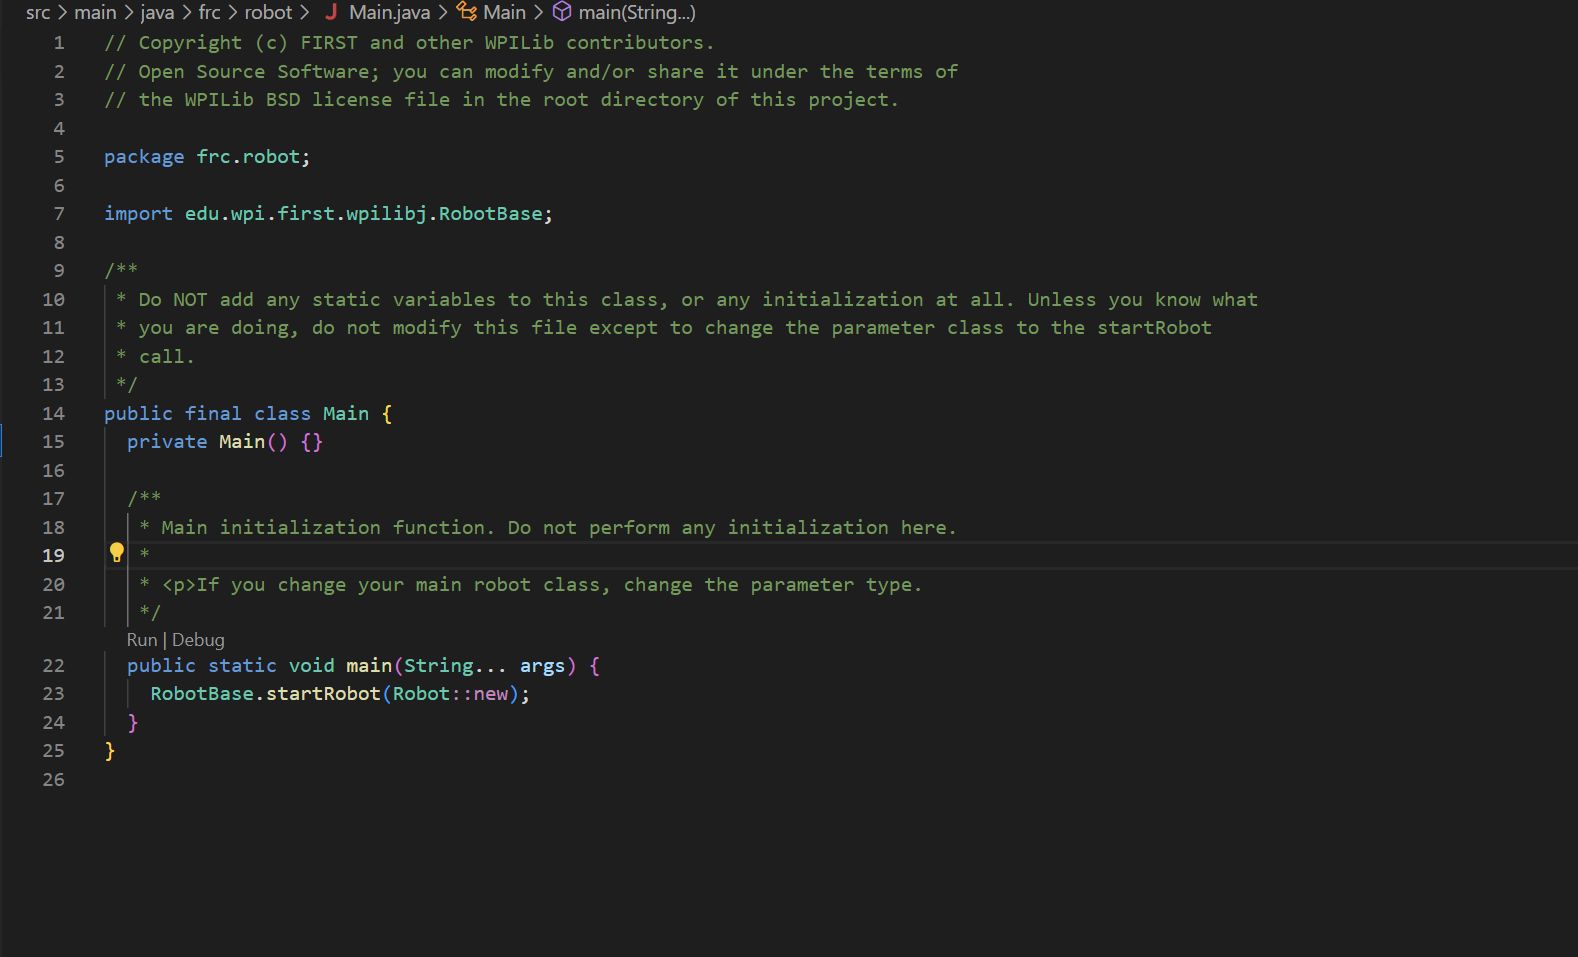 src > main > java > frc > robot > J Main.java > Main > main(String...)
1 // Copyright (c) FIRST and other WPILib contributors.
2 // Open Source Software; you can modify and/or share it under the terms of
3 // the WPILib BSD license file in the root directory of this project.
4
5 package frc.robot;
6
7 import edu.wpi.first.wpilibj.RobotBase;
8
9 /**
10 * Do NOT add any static variables to this class, or any initialization at all. Unless you know what
11 * you are doing, do not modify this file except to change the parameter class to the startRobot
12 * call.
13 */
14 public final class Main {
15 private Main() {}
16
17 /**
18 * Main initialization function. Do not perform any initialization here.
19 *
20 * <p>If you change your main robot class, change the parameter type.
21 */
Run | Debug
22 public static void main(String... args) {
23 RobotBase.startRobot(Robot::new);
24 }
25 }
26